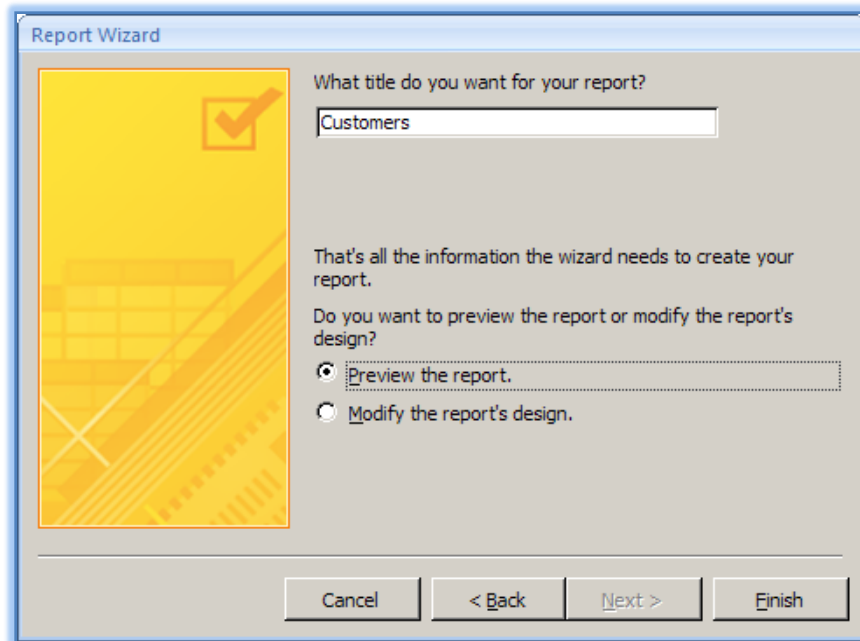 Report Wizard
What title do you want for your report?
Customers
That's all the information the wizard needs to create your
report.
Do you want to preview the report or modify the report's
design?
Preview the report.
Modify the report's design.
Cancel
< Back
Next >
Finish